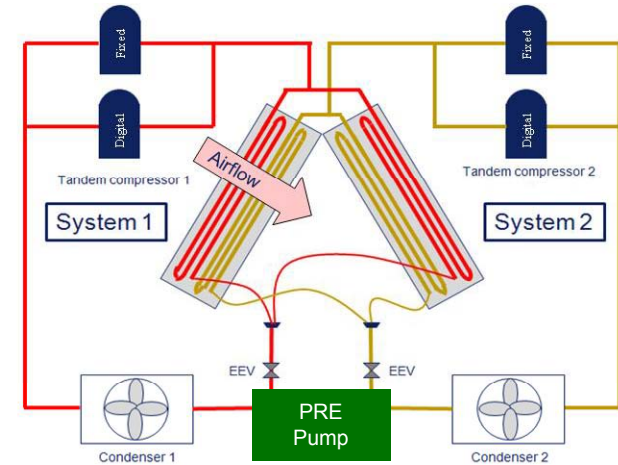 Fixed
Fixed
Digital
Digital
Tandem compressor 1
Airflow
Tandem compressor 2
System 1
System 2
EEV
EEV
PRE
Pump
Condenser 1
Condenser 2